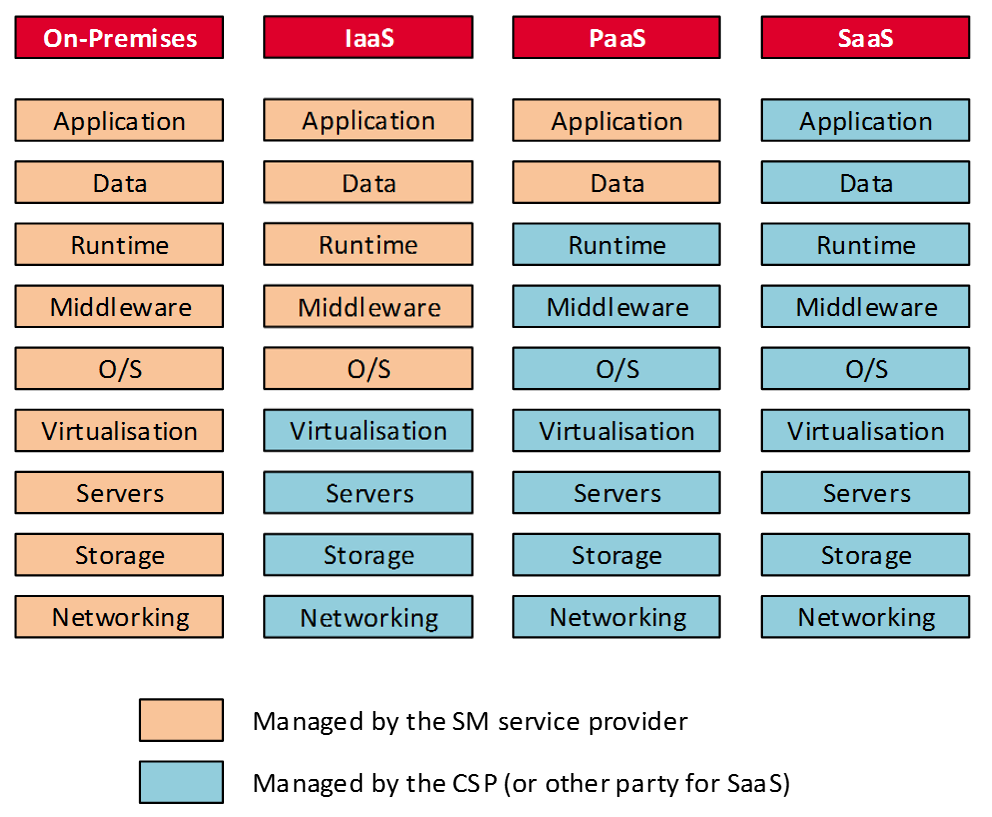 On-Premises IaaS PaaS SaaS
Application Application Application Application
Data Data Data Data
Runtime Runtime Runtime Runtime
Middleware Middleware Middleware Middleware
O/S O/S O/S O/S
Virtualisation Virtualisation Virtualisation Virtualisation
Servers Servers Servers Servers
Storage Storage Storage Storage
Networking Networking Networking Networking
Managed by the SM service provider
Managed by the CSP (or other party for SaaS)